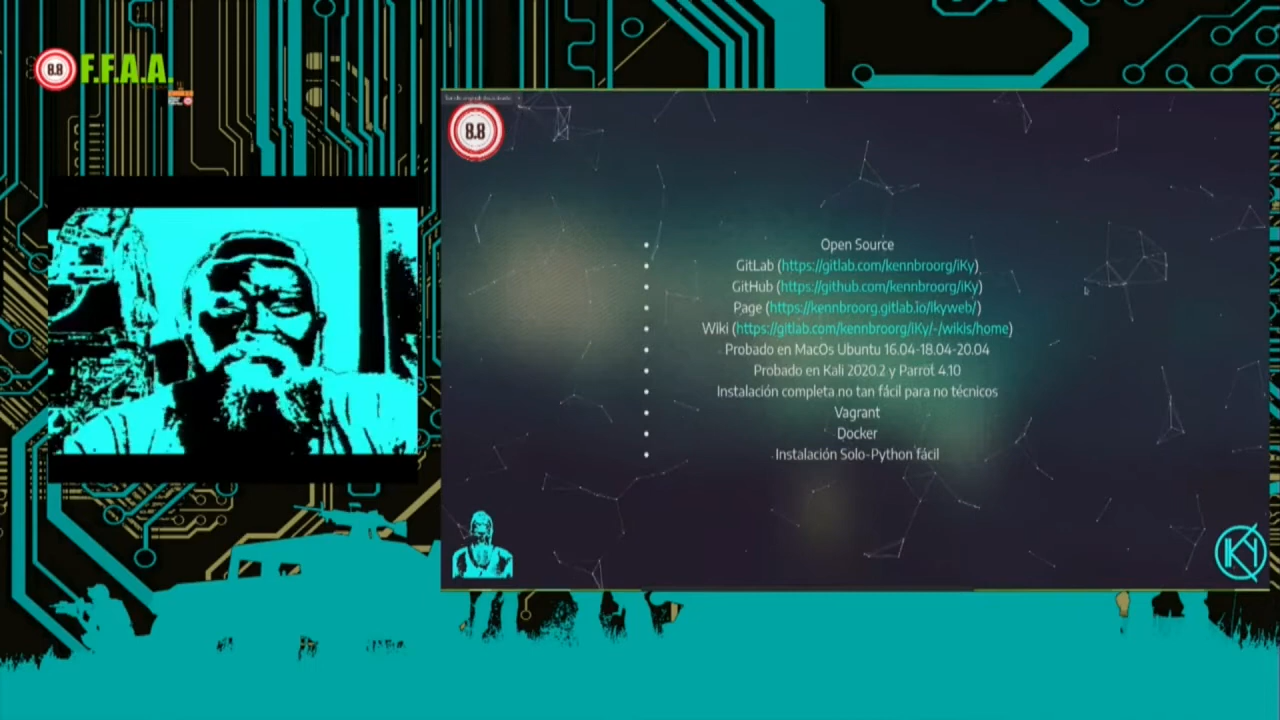 8.8 F.F.A.A.
8.8
Open Source
GitLab (https://gitlab.com/kennbroorg/iKy)
GitHub (https://github.com/kennbroorg/iKy)
Page (https://kennbroorg.gitlab.io/ikyweb/)
Wiki (https://gitlab.com/kennbroorg/iKy/-/wikis/home)
Probado en MacOs Ubuntu 16.04-18.04-20.04
Probado en Kali 2020.2 y Parrot 4.10
Instalación completa no tan fácil para no técnicos
Vagrant
Docker
Instalación Solo-Python fácil
IKY